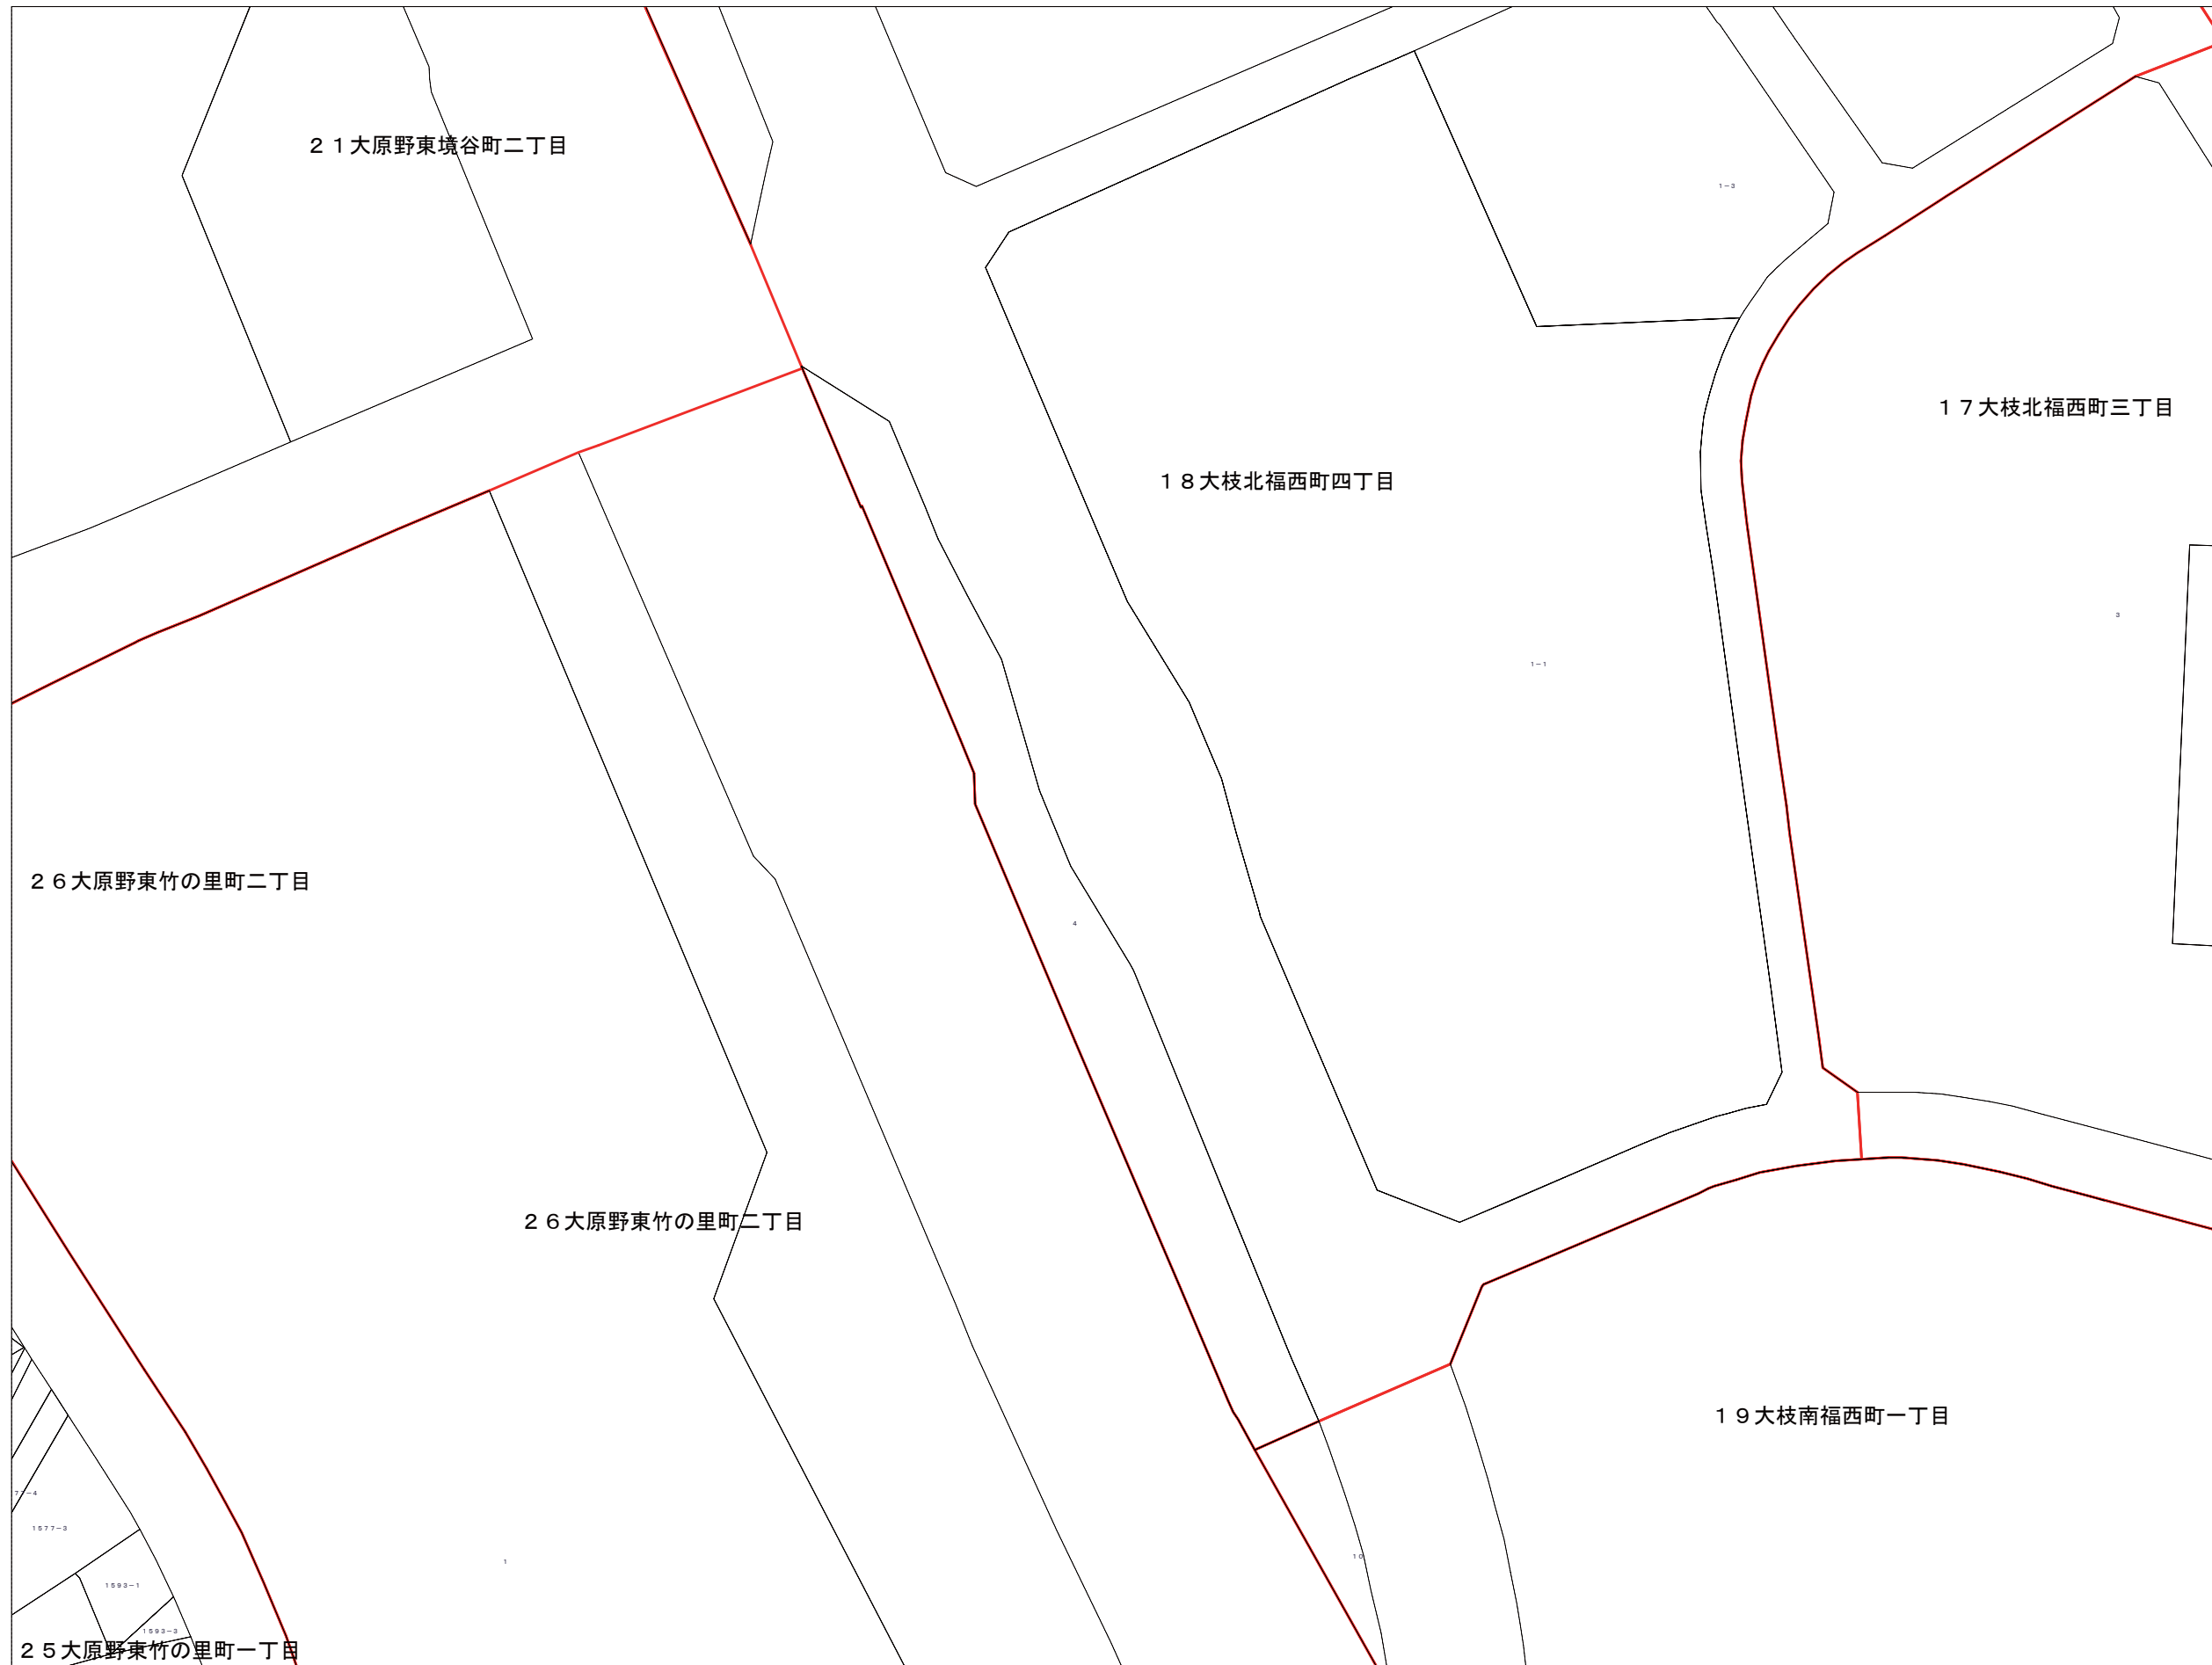 ２１大原野東境谷町二丁目
１－３
１７大枝北福西町三丁目
１８大枝北福西町四丁目
３
１－１
２６大原野東竹の里町二丁目
４
２６大原野東竹の里町二丁目
１９大枝南福西町一丁目
７７－４
１５７７－３
１０
１
１５９３－１
１５９３－３
２５大原野東竹の里町一丁目